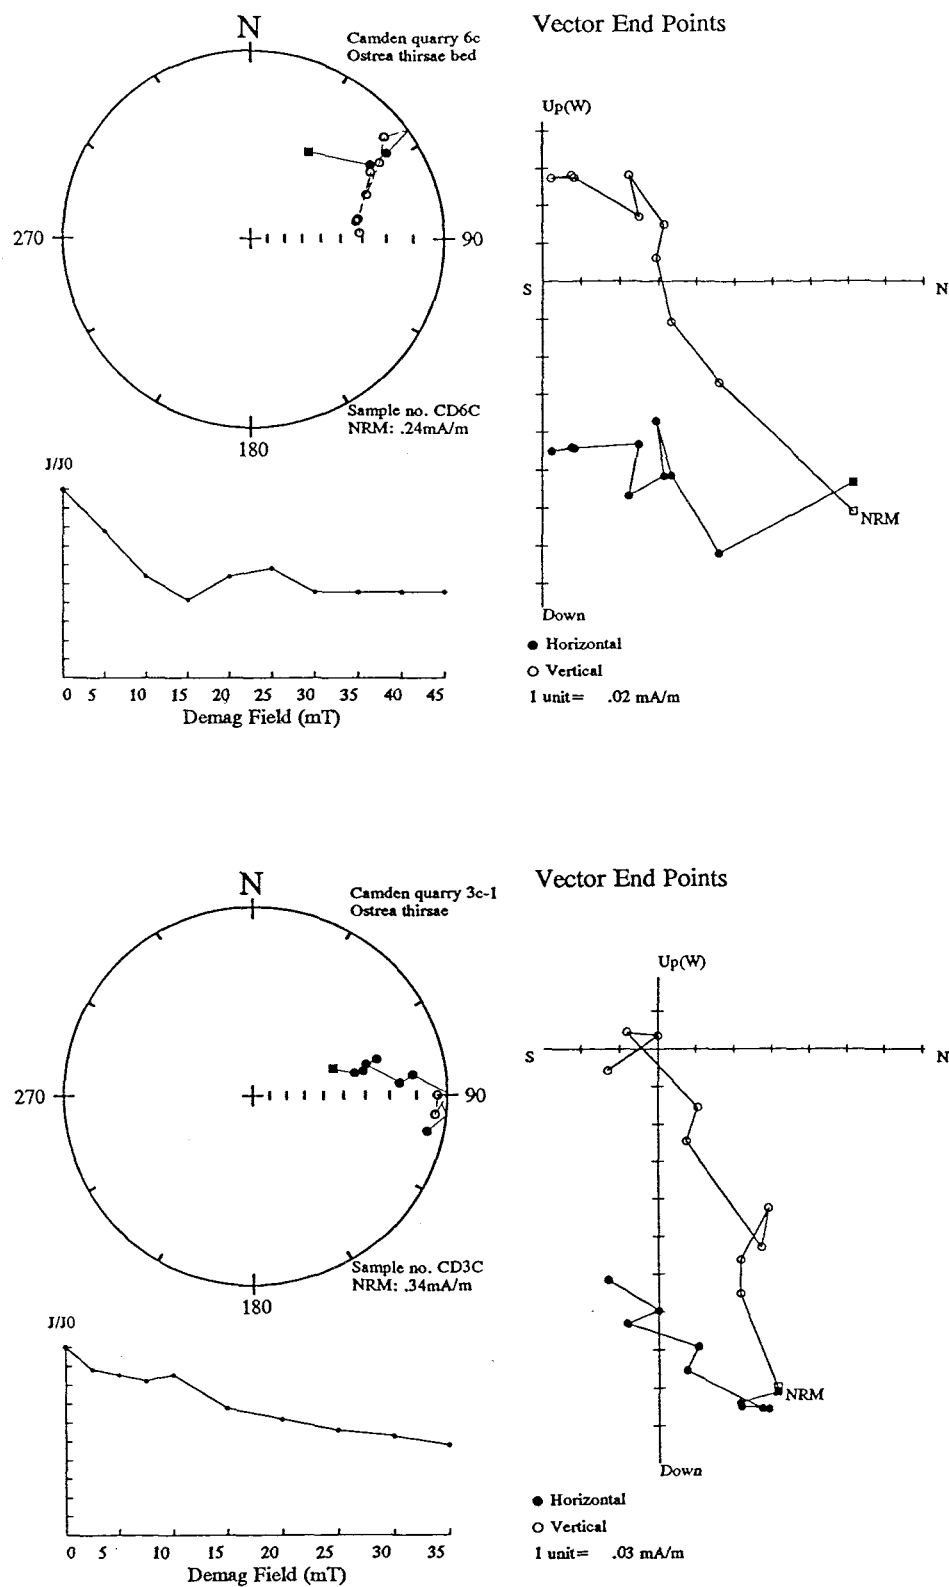 Vector End Points
N
Camden quarry 6c
Ostrea thirsae bed
Up(W)
270
90
S
N
Sample no. CD6C
NRM: .24mA/m
180
J/J0
NRM
Down
Horizontal
Vertical
1 unit= .02 mA/m
0 5 10 15 20 25 30 35 40 45
Demag Field (mT)
Vector End Points
N
Camden quarry 3c-1
Ostrea thirsae
Up(W)
S
N
270
90
Sample no. CD3C
NRM: .34mA/m
180
J/J0
NRM
Down
Horizontal
Vertical
1 unit= .03 mA/m
0 5 10 15 20 25 30 35
Demag Field (mT)